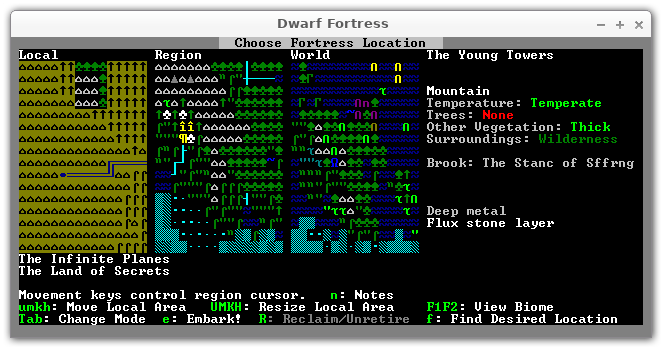 Dwarf Fortress
Choose Fortress Location
Local Region World The Young Towers
Mountain
Temperature: Temperate
Trees: None
Other Vegetation: Thick
Surroundings: Wilderness
Brook: The Stanc of Sffrng
Deep metal
Flux stone layer
The Infinite Planes
The Land of Secrets
Movement keys control region cursor. n: Notes
umkh: Move Local Area UMKH: Resize Local Area F1F2: View Biome
Tab: Change Mode e: Embark! R: Reclaim/Unretire f: Find Desired Location